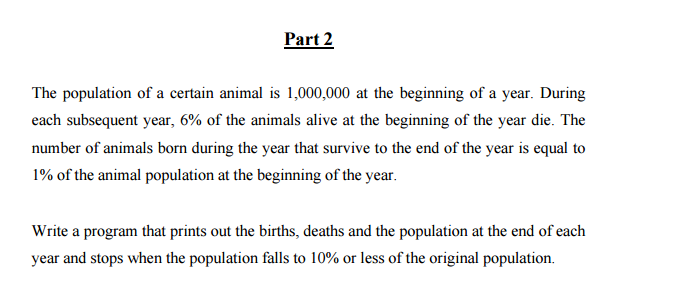 Part 2
The population of a certain animal is 1,000,000 at the beginning of a year. During
each subsequent year, 6% of the animals alive at the beginning of the year die. The
number of animals born during the year that survive to the end of the year is equal to
1% of the animal population at the beginning of the year.
Write a program that prints out the births, deaths and the population at the end of each
year and stops when the population falls to 10% or less of the original population.